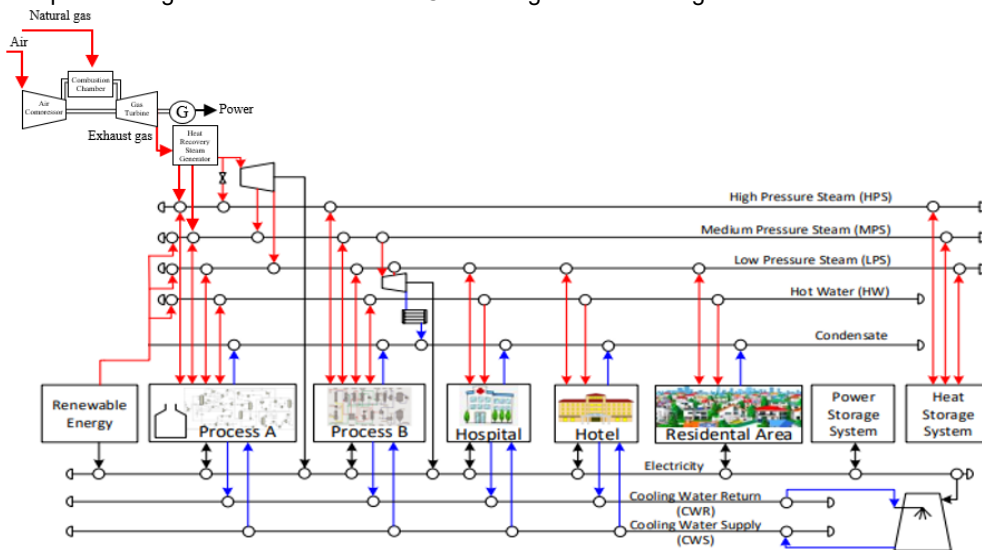 Natural gas
Air
Combustion
Chamber
Air
Compressor
Gas
Turbine
G
Power
Exhaust gas
Heat
Recovery
Steam
Generator
High Pressure Steam (HPS)
Medium Pressure Steam (MPS)
Low Pressure Steam (LPS)
Hot Water (HW)
Condensate
Renewable
Energy
Process A
Process B
Hospital
Hotel
Residental Area
Power
Storage
System
Heat
Storage
System
Electricity
Cooling Water Return
(CWR)
Cooling Water Supply
(CWS)